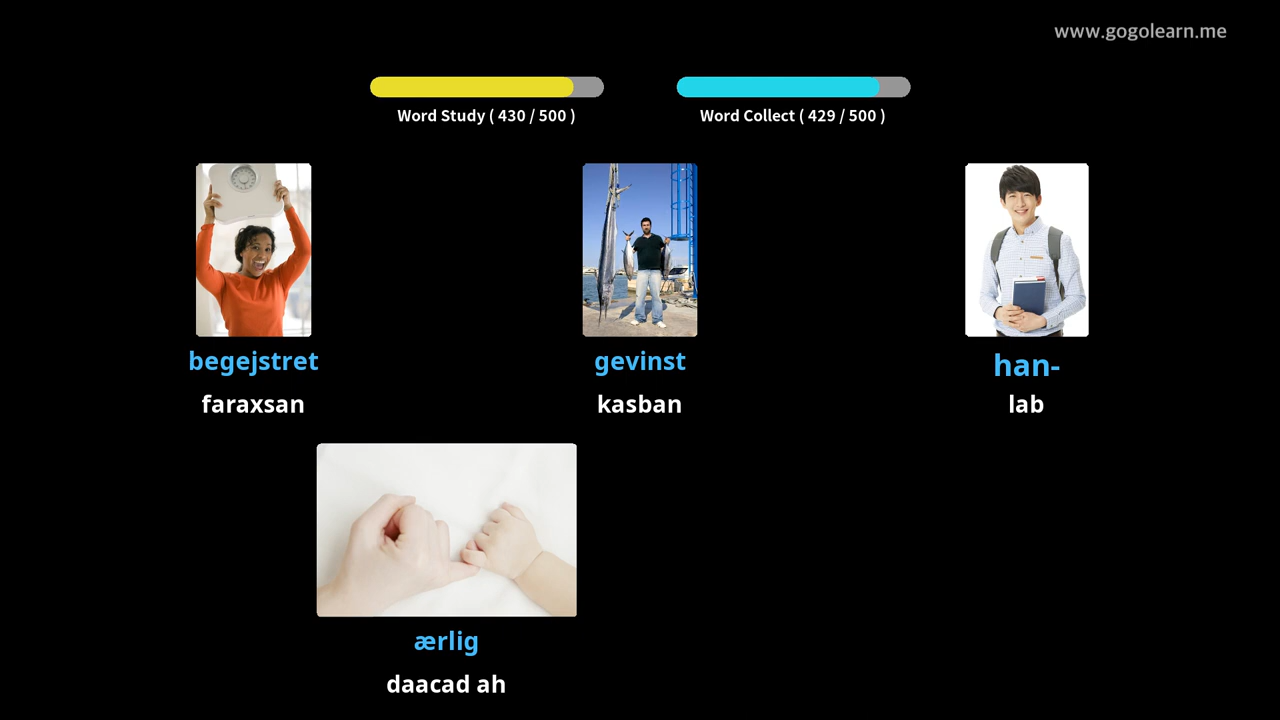 www.gogolearn.me
Word Study ( 430 / 500 )
Word Collect ( 429 / 500 )
begejstret
faraxsan
gevinst
kasban
han-
lab
ærlig
daacad ah